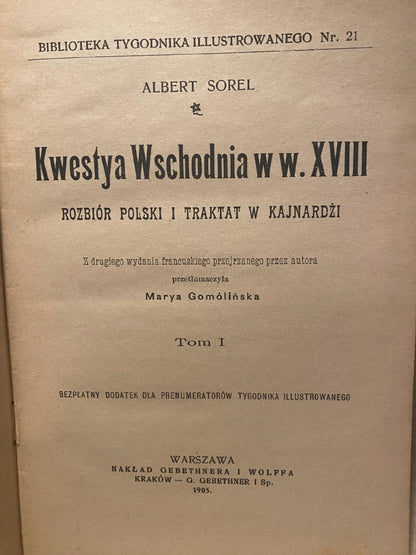 BIBLIOTEKA TYGODNIKA ILLUSTROWANEGO Nr. 21
ALBERT SOREL
Kwestya Wschodnia w w. XVIII
ROZBIÓR POLSKI I TRAKTAT W KAJNARDŻI
Z drugiego wydania francuskiego przejrzanego przez autora
przetłumaczyła
Marya Gomólińska
Tom I
BEZPŁATNY DODATEK DLA PRENUMERATORÓW TYGODNIKA ILLUSTROWANEGO
WARSZAWA
NAKŁAD GEBETHNERA I WOLFFA
KRAKÓW — G. GEBETHNER I Sp.
1905.